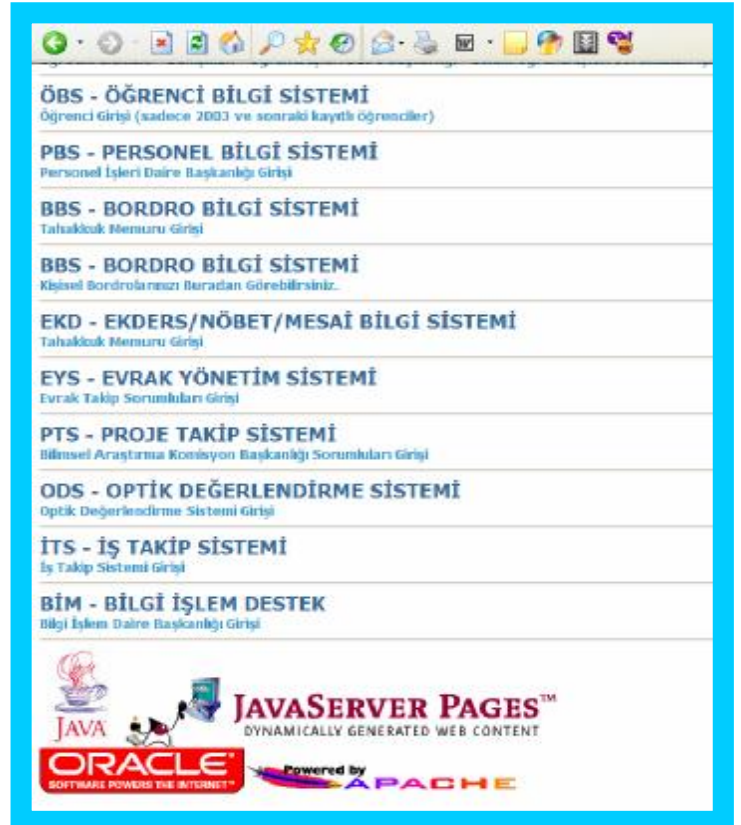 ÖBS - ÖĞRENCİ BİLGİ SİSTEMİ
Öğrenci Girişi (sadece 2003 ve sonraki kayıtlı öğrenciler)
PBS - PERSONEL BİLGİ SİSTEMİ
Personel İşleri Daire Başkanlığı Girişi
BBS - BORDRO BİLGİ SİSTEMİ
Tahakkuk Memuru Girişi
BBS - BORDRO BİLGİ SİSTEMİ
Kişisel Bordrolarınızı Buradan Görebilirsiniz.
EKD - EKDERS/NÖBET/MESAİ BİLGİ SİSTEMİ
Tahakkuk Memuru Girişi
EYS - EVRAK YÖNETİM SİSTEMİ
Evrak Takip Sorumluları Girişi
PTS - PROJE TAKİP SİSTEMİ
Bilimsel Araştırma Komisyon Başkanlığı Sorumluları Girişi
ODS - OPTİK DEĞERLENDİRME SİSTEMİ
Optik Değerlendirme Sistemi Girişi
İTS - İŞ TAKİP SİSTEMİ
İş Takip Sistemi Girişi
BİM - BİLGİ İŞLEM DESTEK
Bilgi İşlem Daire Başkanlığı Girişi
JAVA
JAVASERVER PAGES™
DYNAMICALLY GENERATED WEB CONTENT
ORACLE
SOFTWARE POWERS THE INTERNET™
Powered by
APACHE